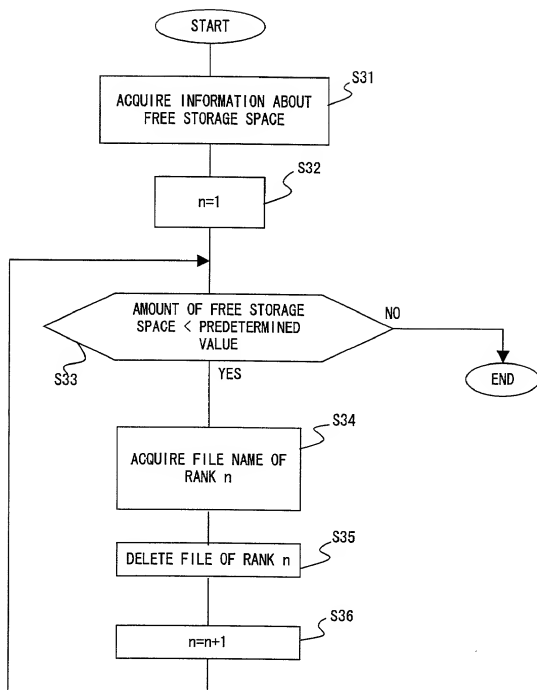 START
S31
ACQUIRE INFORMATION ABOUT
FREE STORAGE SPACE
S32
n=1
AMOUNT OF FREE STORAGE
SPACE < PREDETERMINED
VALUE
NO
S33
YES
END
S34
ACQUIRE FILE NAME OF
RANK n
S35
DELETE FILE OF RANK n
S36
n=n+1